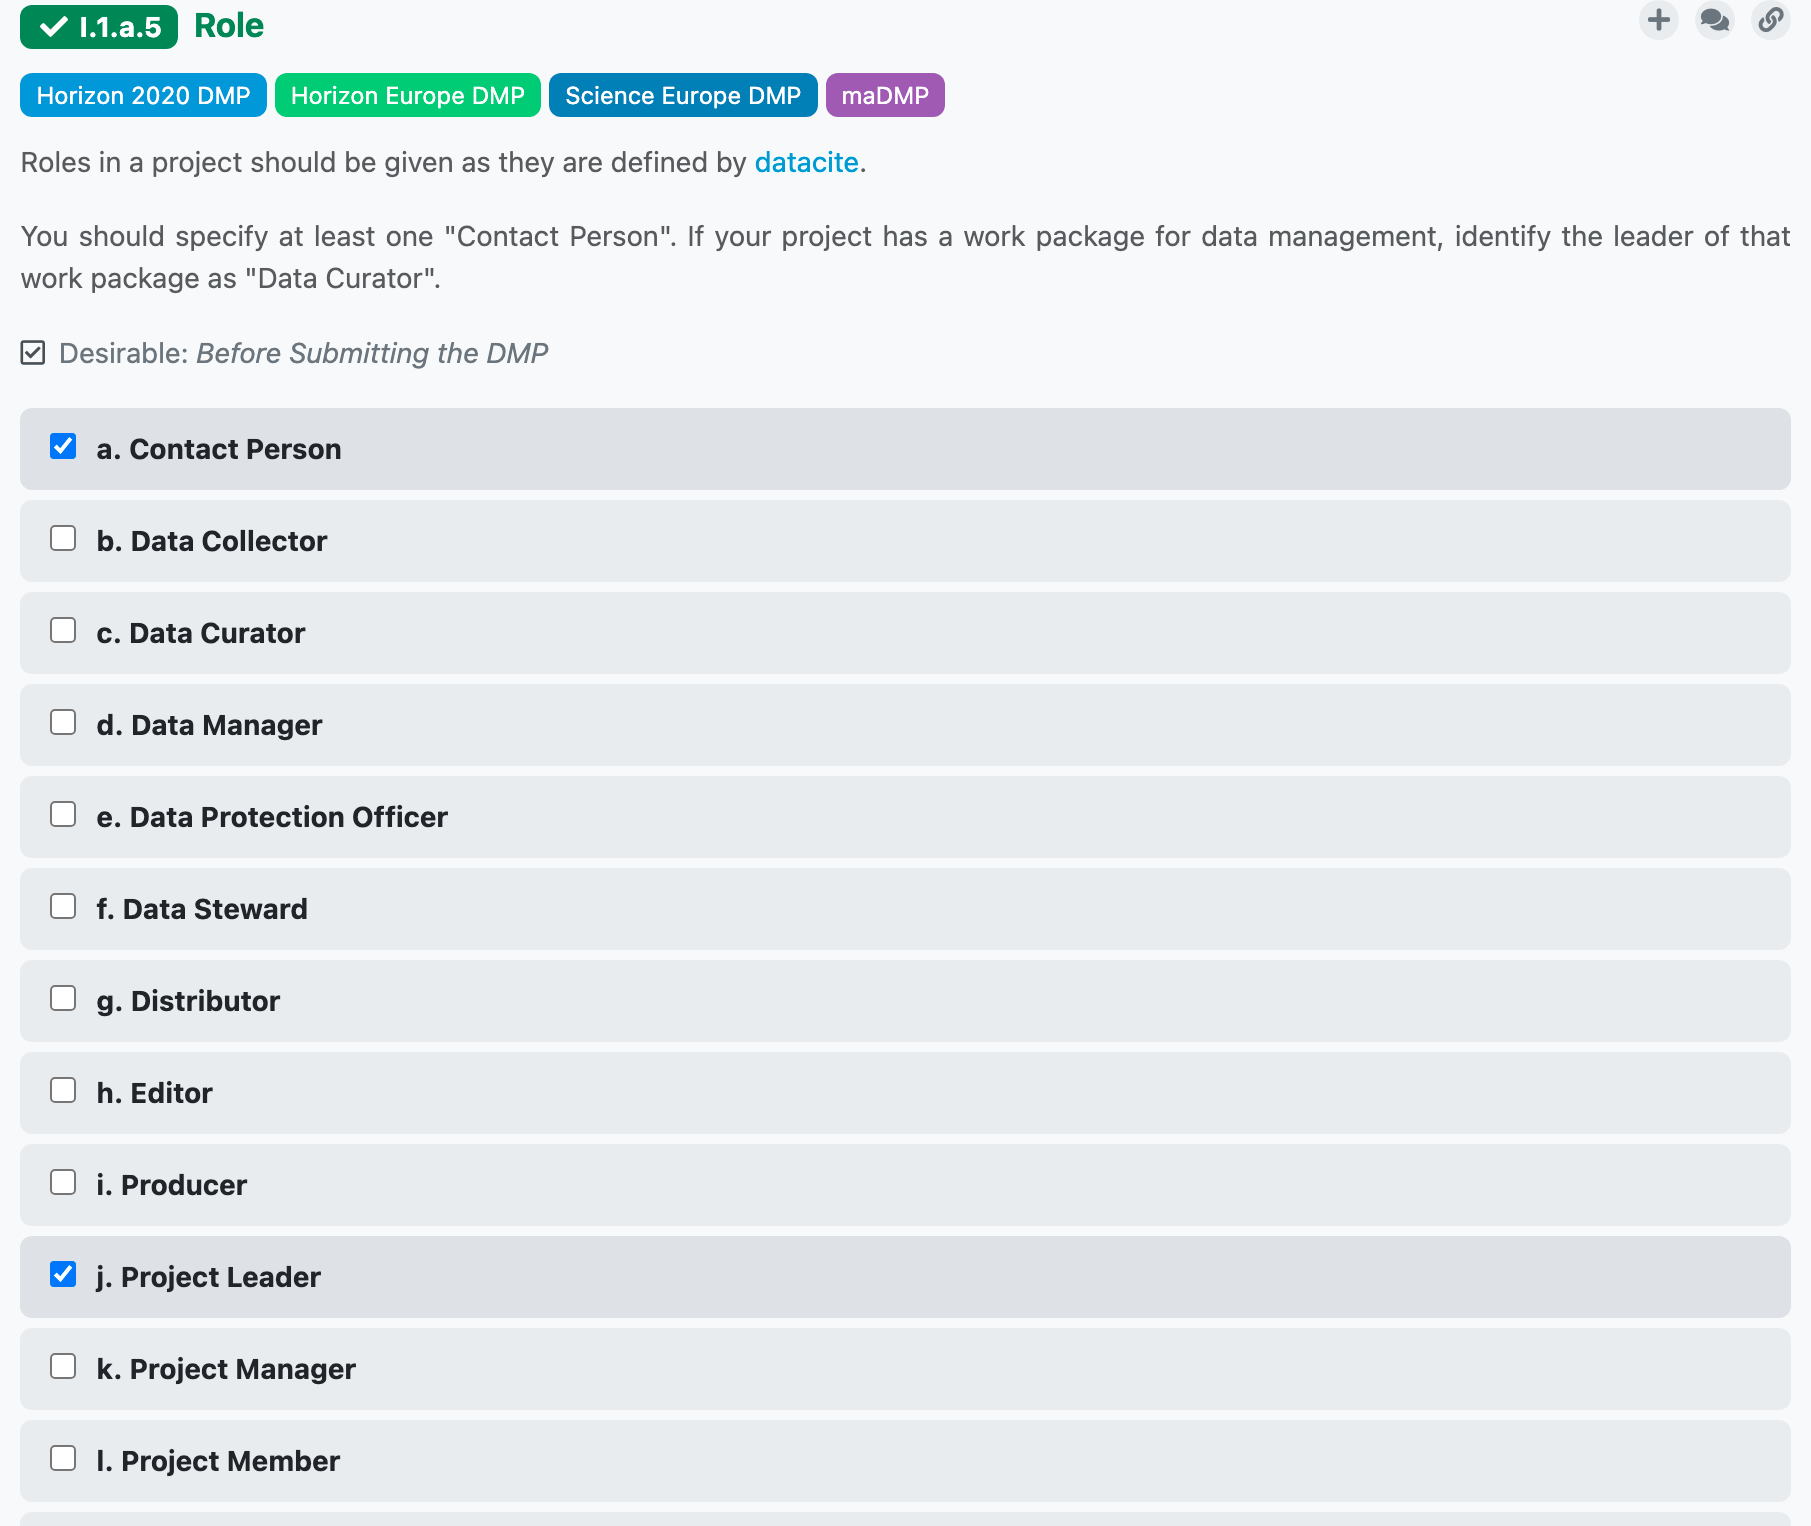 I.1.a.5 Role
Horizon 2020 DMP Horizon Europe DMP Science Europe DMP maDMP
Roles in a project should be given as they are defined by datacite.
You should specify at least one "Contact Person". If your project has a work package for data management, identify the leader of that
work package as "Data Curator".
Desirable: Before Submitting the DMP
a. Contact Person
b. Data Collector
c. Data Curator
d. Data Manager
e. Data Protection Officer
f. Data Steward
g. Distributor
h. Editor
i. Producer
j. Project Leader
k. Project Manager
l. Project Member